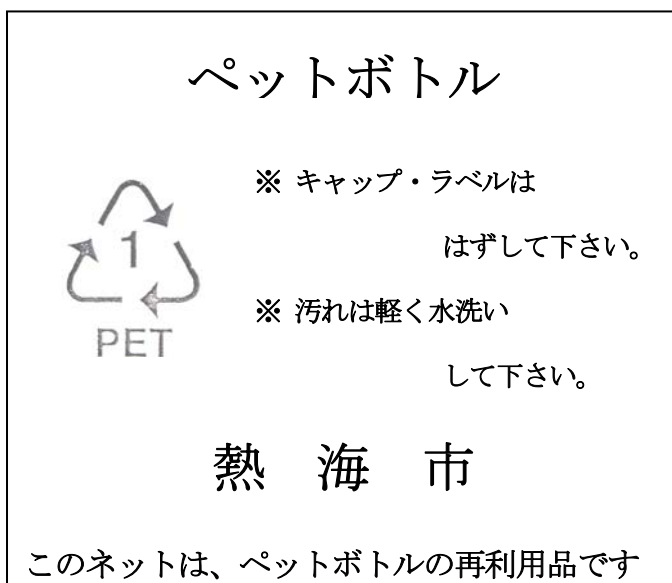 ペットボトル
※ キャップ・ラベルは
はずして下さい。
1
PET
※ 汚れは軽く水洗い
して下さい。
熱 海 市
このネットは、ペットボトルの再利用品です